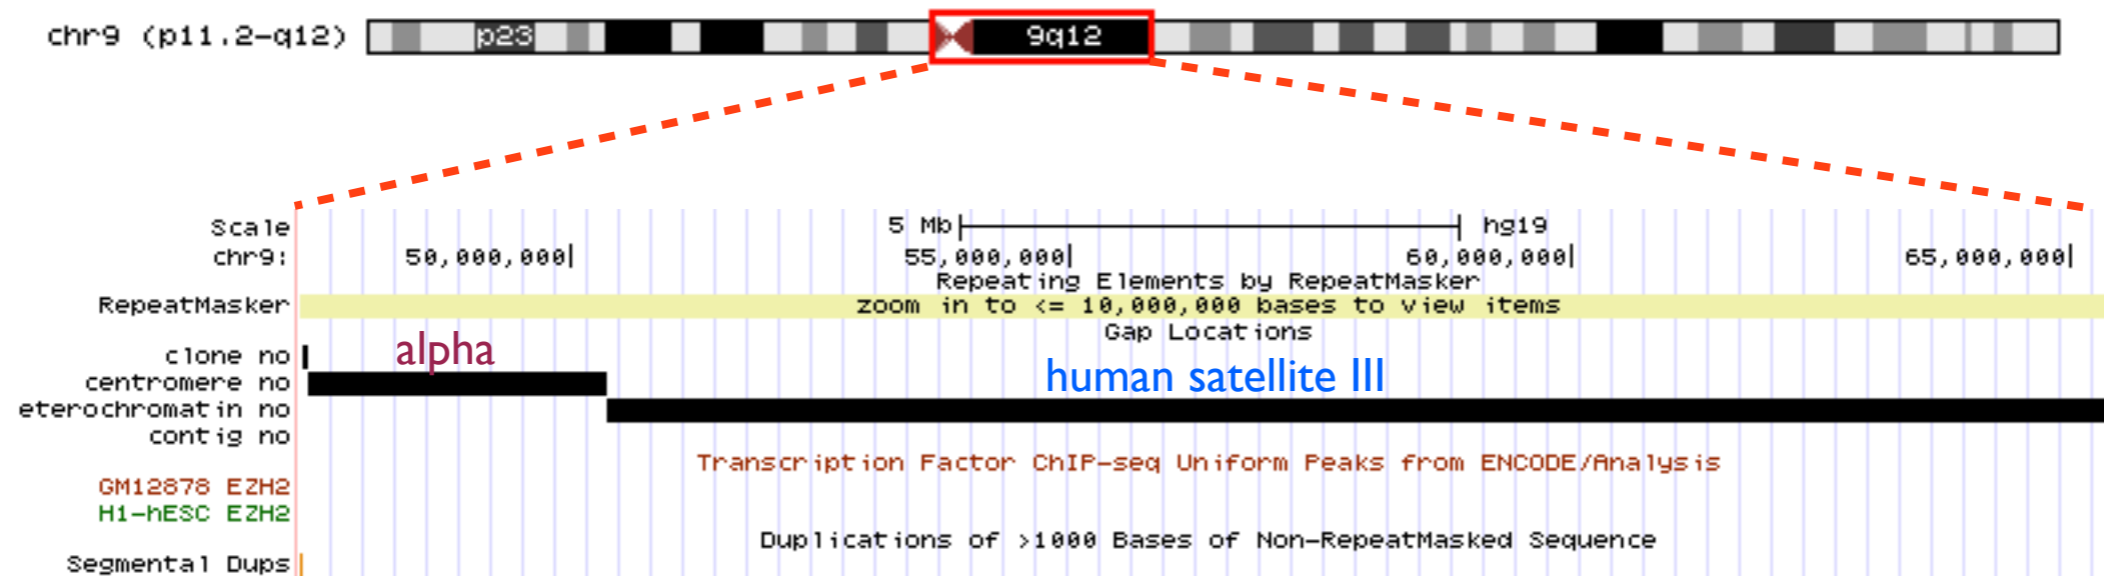 chr9 (p11.2-q12) p23 9q12
Scale 5 Mb hg19
chr9: 50,000,000 55,000,000 60,000,000 65,000,000
Repeating Elements by RepeatMasker
RepeatMasker zoom in to <= 10,000,000 bases to view items
Gap Locations
clone no alpha
centromere no human satellite III
eterochromatin no
contig no
Transcription Factor ChIP-seq Uniform Peaks from ENCODE/Analysis
GM12878 EZH2
H1-hESC EZH2
Duplications of >1000 Bases of Non-RepeatMasked Sequence
Segmental Dups